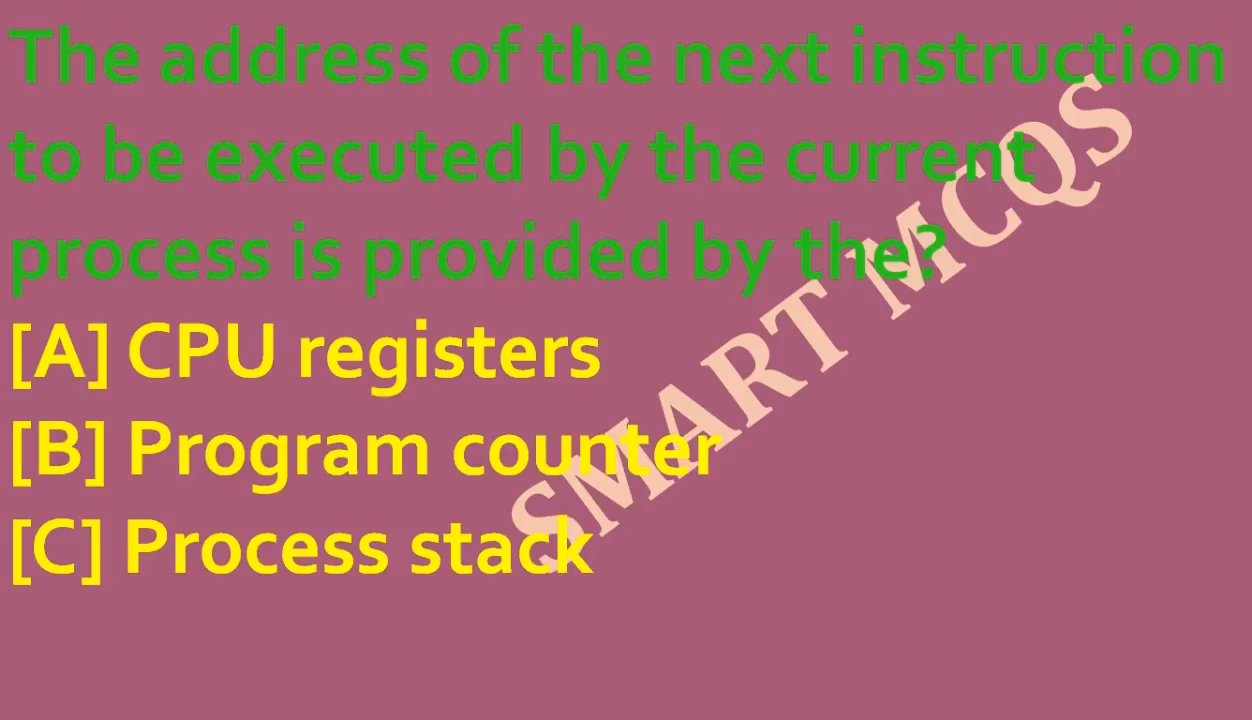 The address of the next instruction
to be executed by the current
process is provided by the?
[A] CPU registers
[B] Program counter
[C] Process stack
SMART MCQS